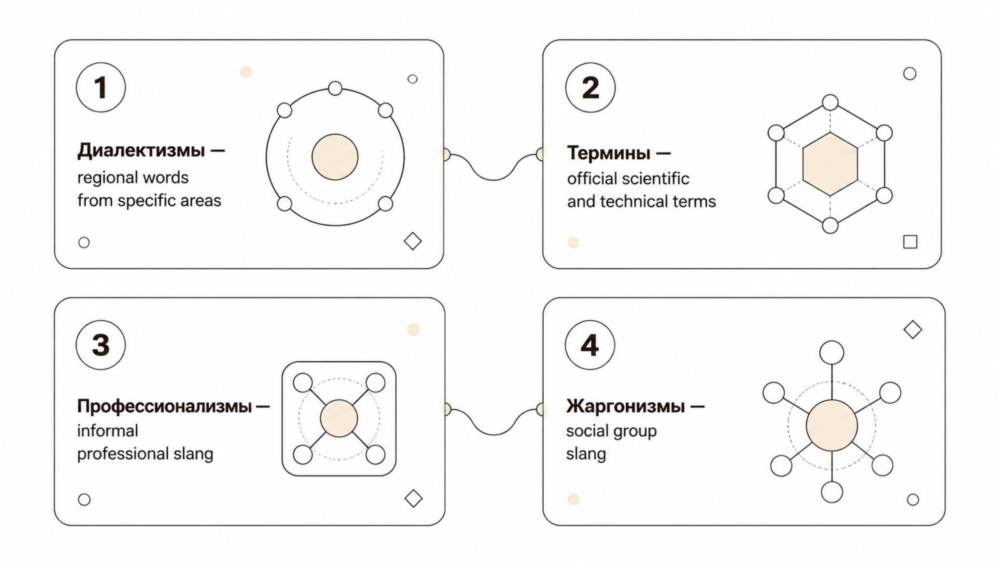 1
Диалектизмы —
regional words
from specific areas
2
Термины —
official scientific
and technical terms
3
Профессионализмы —
informal
professional slang
4
Жаргонизмы —
social group
slang